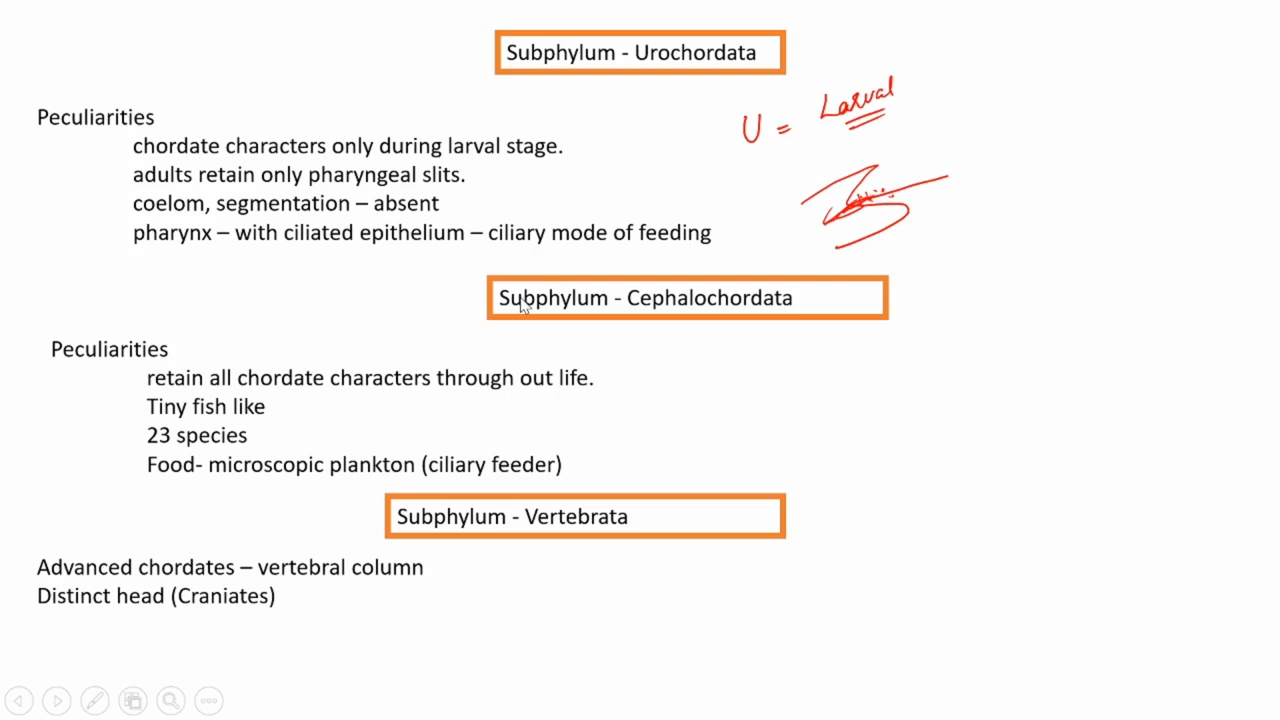 Subphylum - Urochordata
Peculiarities
chordate characters only during larval stage.
adults retain only pharyngeal slits.
coelom, segmentation – absent
pharynx – with ciliated epithelium – ciliary mode of feeding
U = Larval
Subphylum - Cephalochordata
Peculiarities
retain all chordate characters through out life.
Tiny fish like
23 species
Food- microscopic plankton (ciliary feeder)
Subphylum - Vertebrata
Advanced chordates – vertebral column
Distinct head (Craniates)